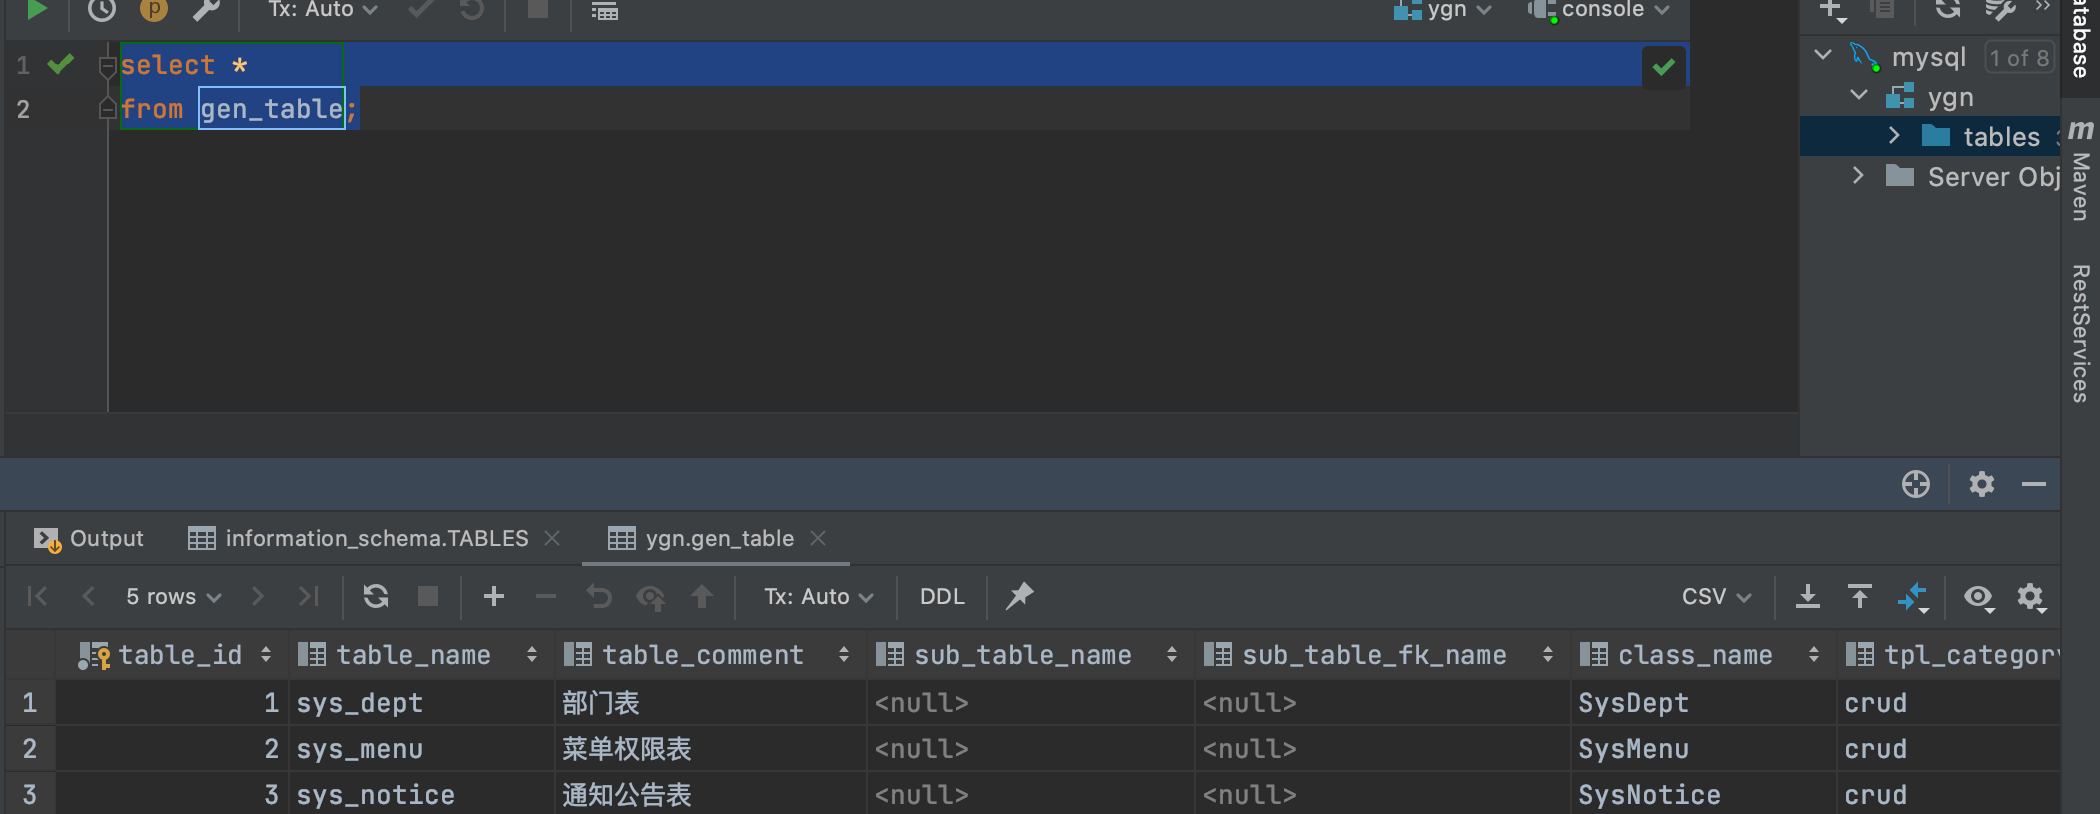 Tx: Auto
ygn
console
1 select *
2 from gen_table;
mysql 1 of 8
ygn
tables
Server Obj
atabase
m Maven
RestServices
Output information_schema.TABLES ygn.gen_table
5 rows Tx: Auto DDL CSV
table_id table_name table_comment sub_table_name sub_table_fk_name class_name tpl_category
1 1 sys_dept 部门表 <null> <null> SysDept crud
2 2 sys_menu 菜单权限表 <null> <null> SysMenu crud
3 3 sys_notice 通知公告表 <null> <null> SysNotice crud